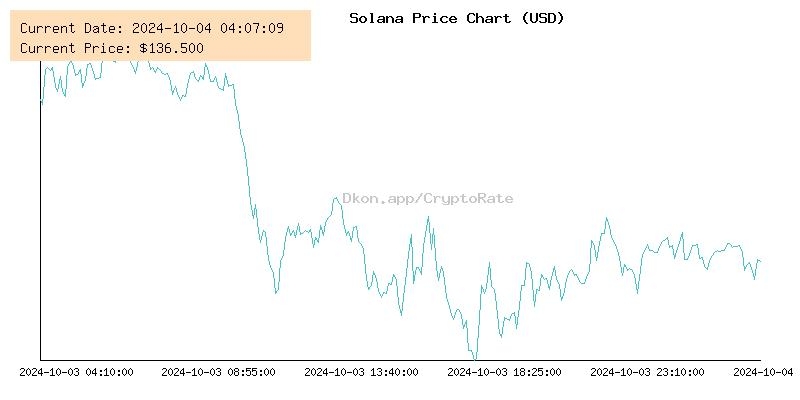 Solana Price Chart (USD)
Current Date: 2024-10-04 04:07:09
Current Price: $136.500
Dkon.app/CryptoRate
2024-10-03 04:10:00 2024-10-03 08:55:00 2024-10-03 13:40:00 2024-10-03 18:25:00 2024-10-03 23:10:00 2024-10-04